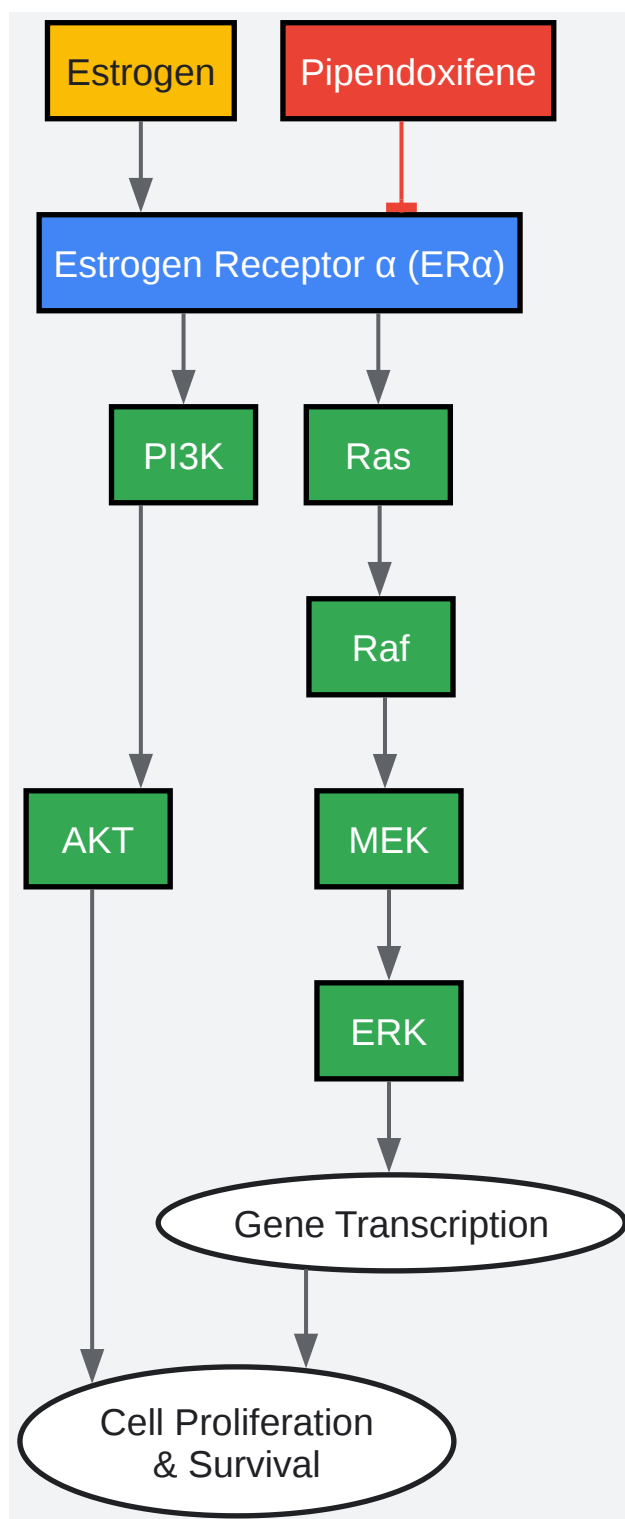 Estrogen
Pipendoxifene
Estrogen Receptor α (ERα)
PI3K
Ras
Raf
AKT
MEK
ERK
Gene Transcription
Cell Proliferation
& Survival